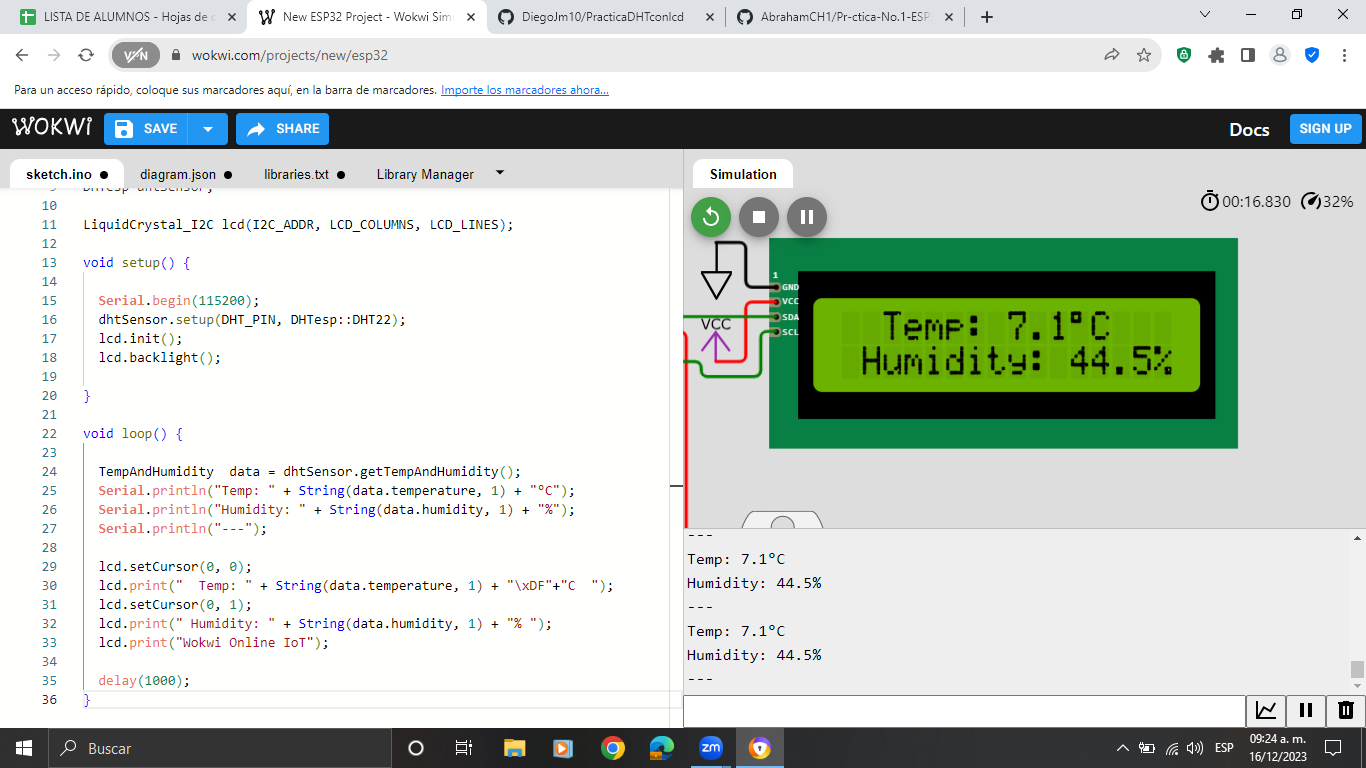 LISTA DE ALUMNOS - Hojas de c
New ESP32 Project - Wokwi Sim
DiegoJm10/PracticaDHTconlcd
AbrahamCH1/Pr-ctica-No.1-ESP
VPN
wokwi.com/projects/new/esp32
Para un acceso rápido, coloque sus marcadores aquí, en la barra de marcadores. Importe los marcadores ahora...
WOKWI
SAVE
SHARE
Docs
SIGN UP
sketch.ino
diagram.json
libraries.txt
Library Manager
Simulation
00:16.830
32%
9 DHTesp dhtSensor;
10
11 LiquidCrystal_I2C lcd(I2C_ADDR, LCD_COLUMNS, LCD_LINES);
12
13 void setup() {
14
15 Serial.begin(115200);
16 dhtSensor.setup(DHT_PIN, DHTesp::DHT22);
17 lcd.init();
18 lcd.backlight();
19
20 }
21
22 void loop() {
23
24 TempAndHumidity  data = dhtSensor.getTempAndHumidity();
25 Serial.println("Temp: " + String(data.temperature, 1) + "°C");
26 Serial.println("Humidity: " + String(data.humidity, 1) + "%");
27 Serial.println("---");
28
29 lcd.setCursor(0, 0);
30 lcd.print("  Temp: " + String(data.temperature, 1) + "\xDF"+"C  ");
31 lcd.setCursor(0, 1);
32 lcd.print(" Humidity: " + String(data.humidity, 1) + "% ");
33 lcd.print("Wokwi Online IoT");
34
35 delay(1000);
36 }
1
GND
VCC
SDA
SCL
VCC
Temp: 7.1°C
Humidity: 44.5%
---
Temp: 7.1°C
Humidity: 44.5%
---
Temp: 7.1°C
Humidity: 44.5%
---
Buscar
zm
ESP
09:24 a. m.
16/12/2023